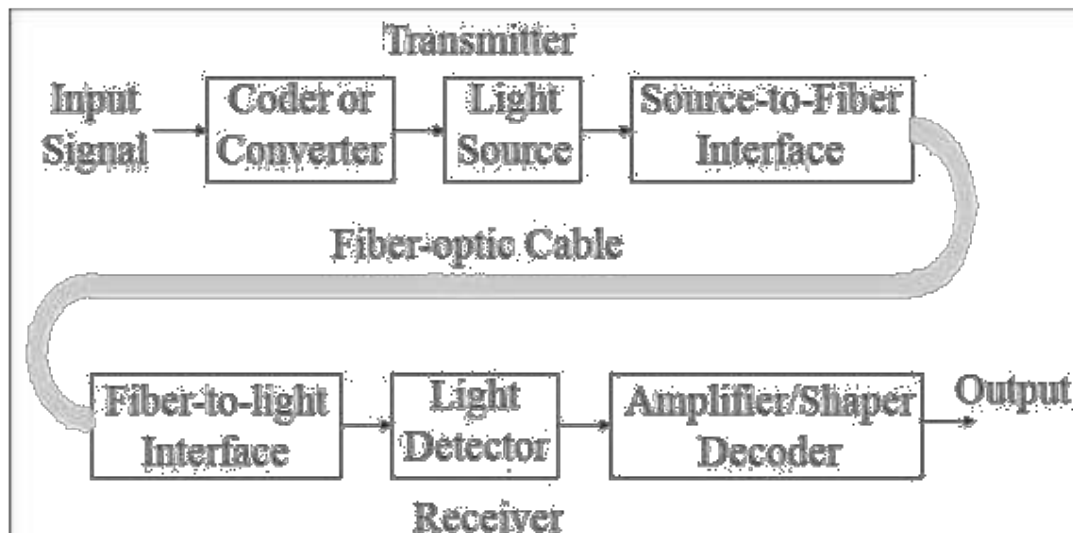 Transmitter
Input
Signal
Coder or
Converter
Light
Source
Source-to-Fiber
Interface
Fiber-optic Cable
Fiber-to-light
Interface
Light
Detector
Amplifier/Shaper
Decoder
Output
Receiver